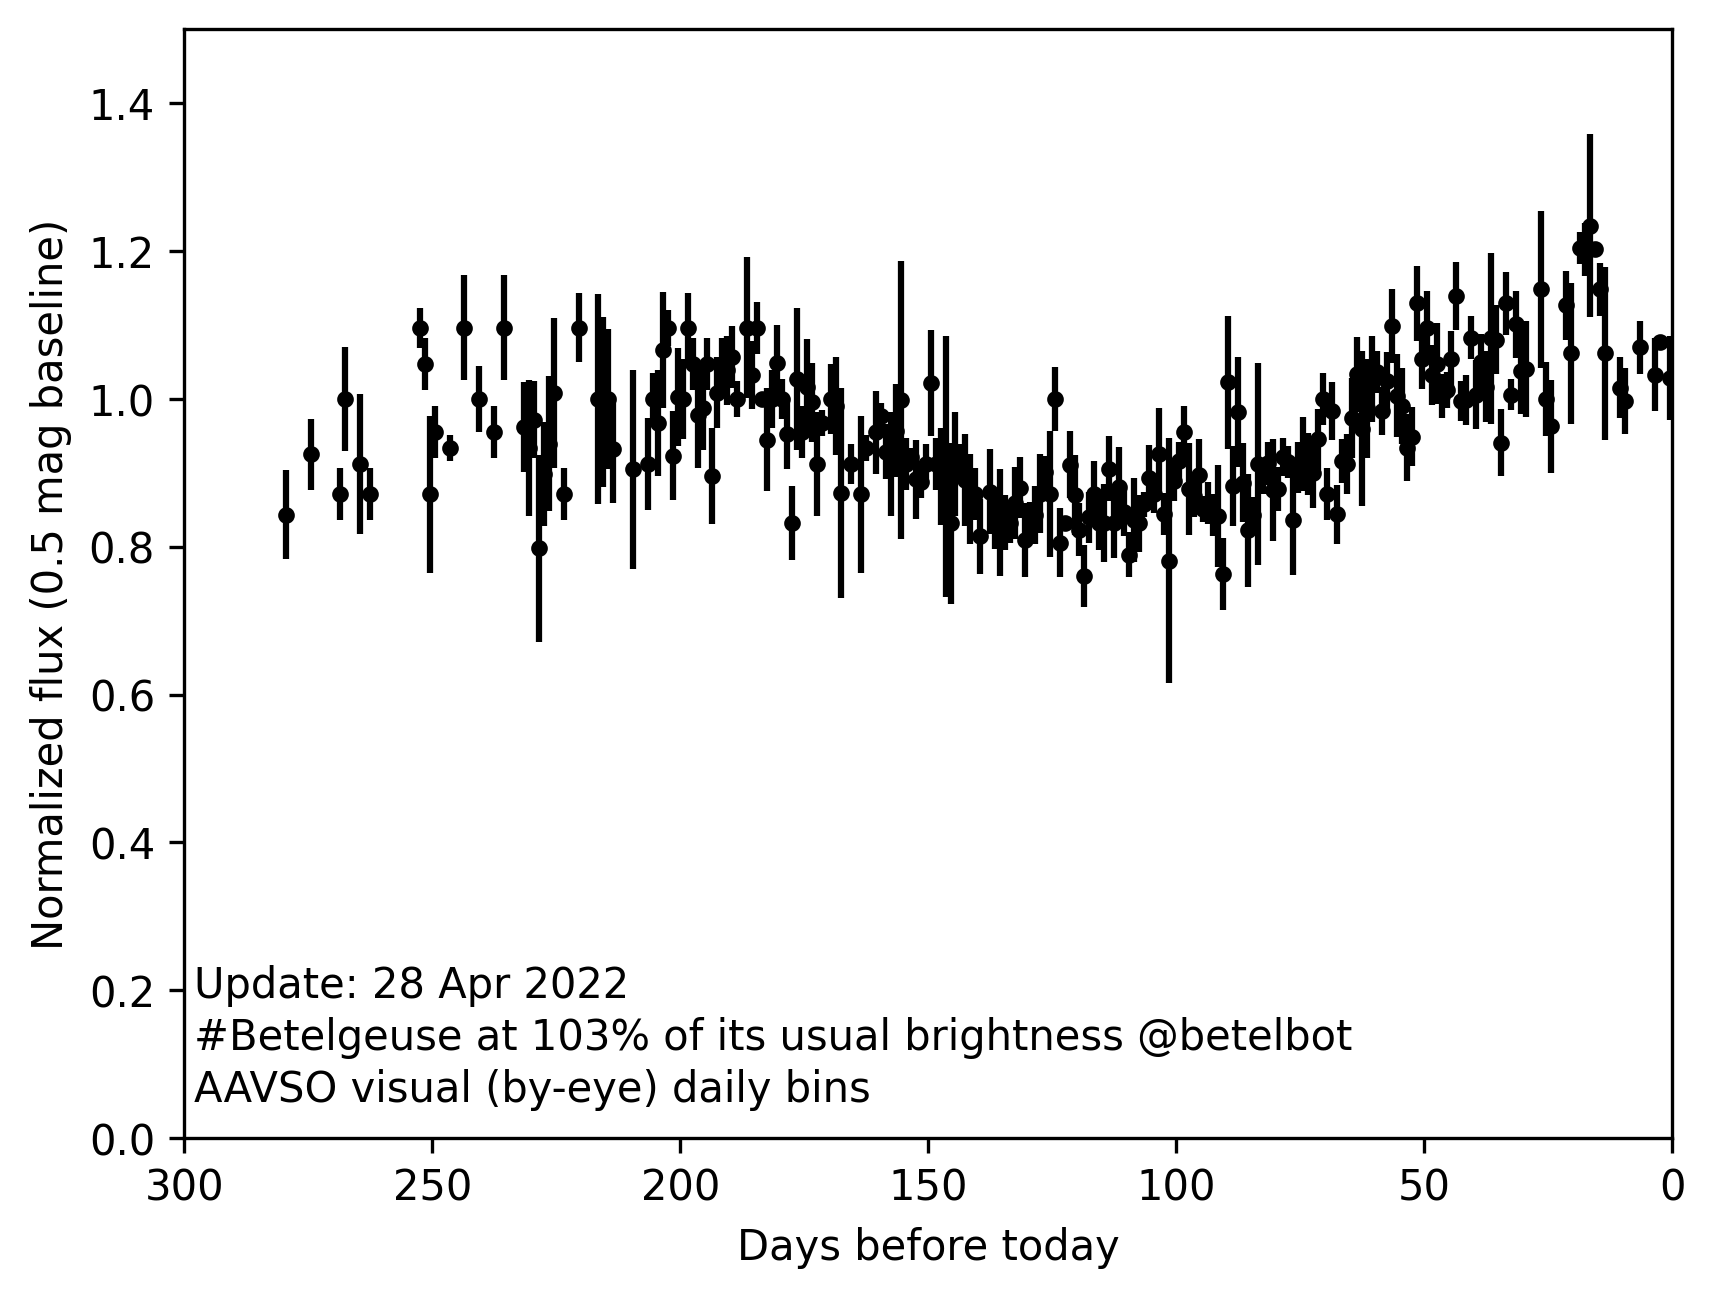 Normalized flux (0.5 mag baseline)
1.4
1.2
1.0
0.8
0.6
0.4
0.2
0.0
Update: 28 Apr 2022
#Betelgeuse at 103% of its usual brightness @betelbot
AAVSO visual (by-eye) daily bins
300 250 200 150 100 50 0
Days before today